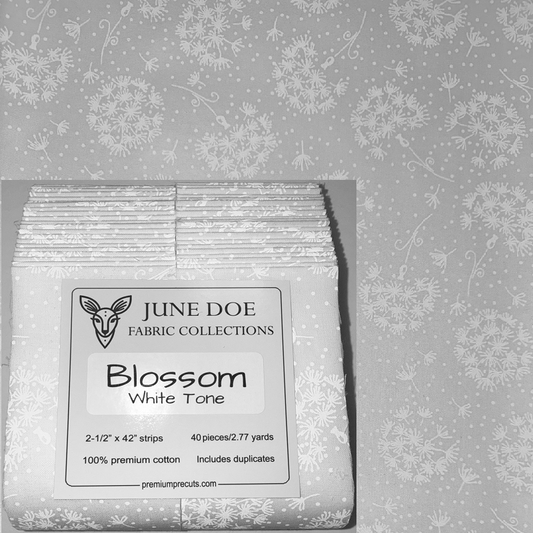 JUNE DOE
FABRIC COLLECTIONS
Blossom
White Tone
2-1/2" x 42" strips 40 pieces/2.77 yards
100% premium cotton Includes duplicates
premiumprecuts.com